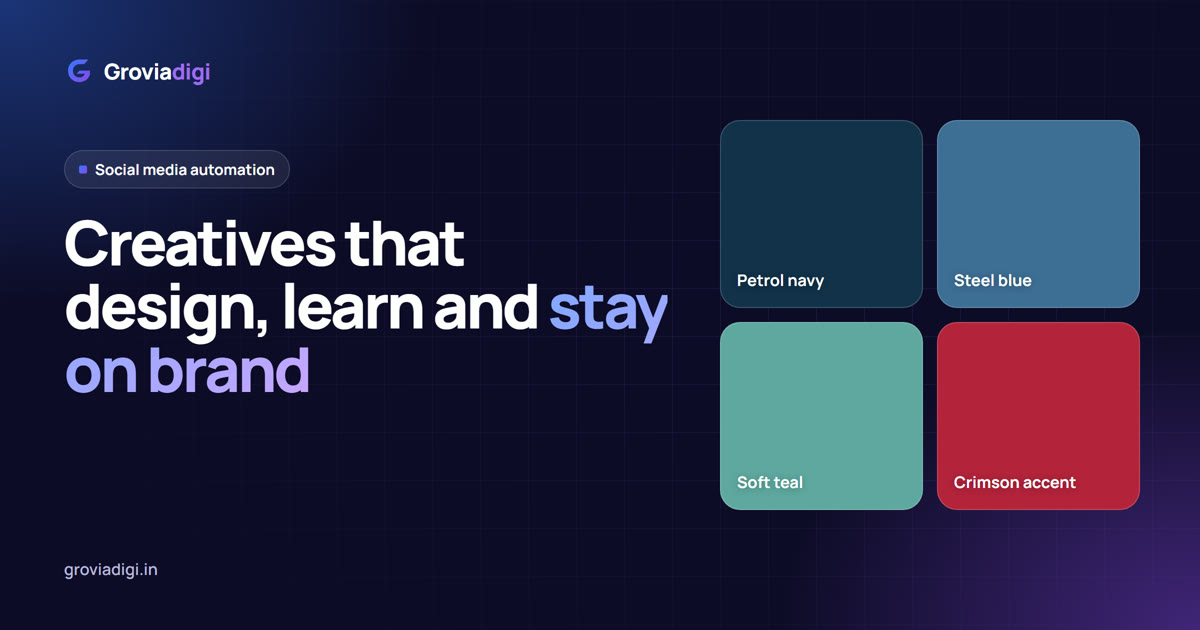 Groviadigi
Social media automation
Creatives that
design, learn and stay
on brand
Petrol navy
Steel blue
Soft teal
Crimson accent
groviadigi.in